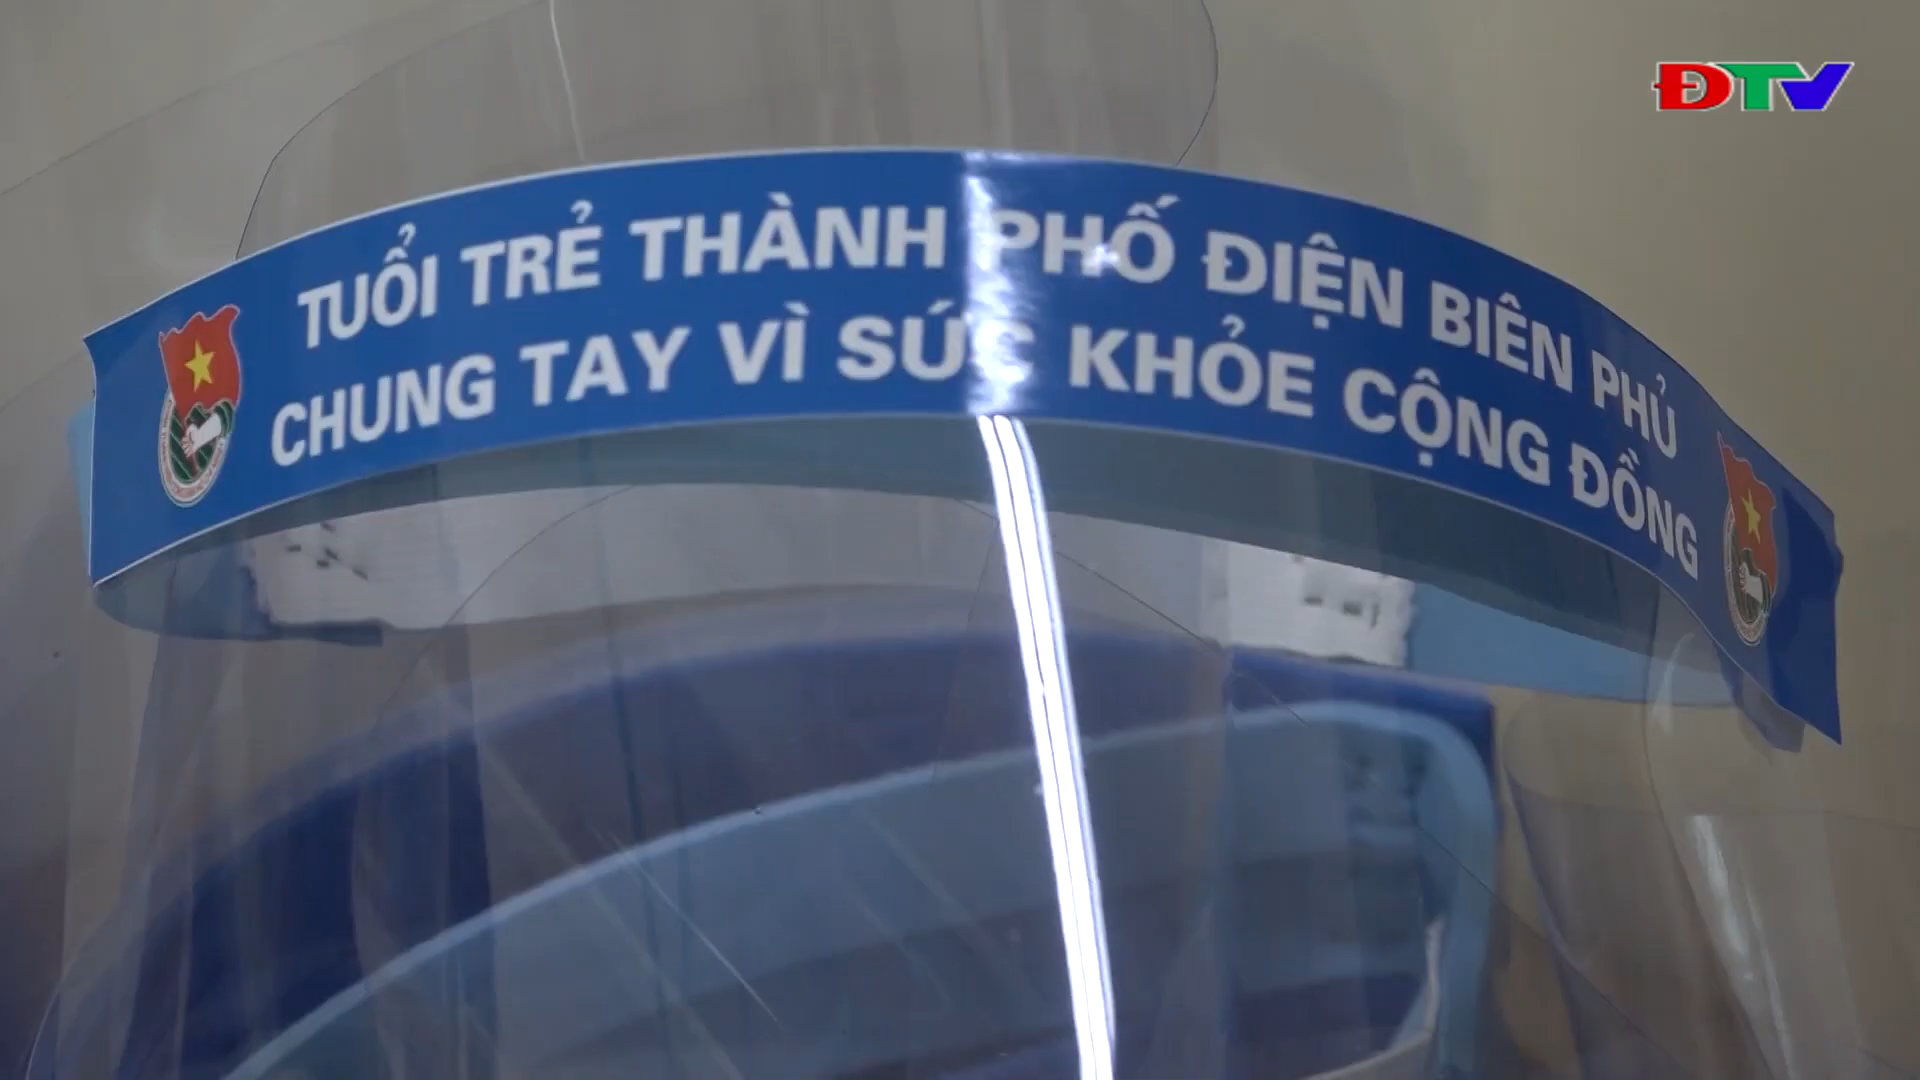 ĐTV
TUỔI TRẺ THÀNH PHỐ ĐIỆN BIÊN PHỦ
CHUNG TAY VÌ SỨC KHỎE CỘNG ĐỒNG